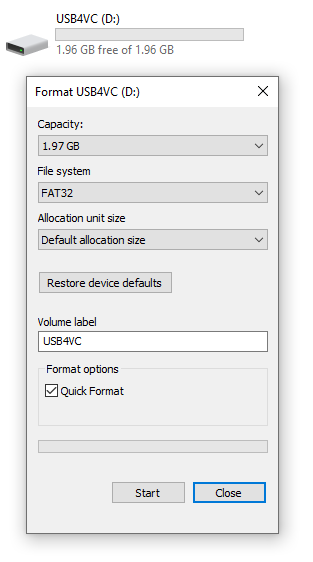 USB4VC (D:)
1.96 GB free of 1.96 GB
Format USB4VC (D:)
Capacity:
1.97 GB
File system
FAT32
Allocation unit size
Default allocation size
Restore device defaults
Volume label
USB4VC
Format options
Quick Format
Start Close